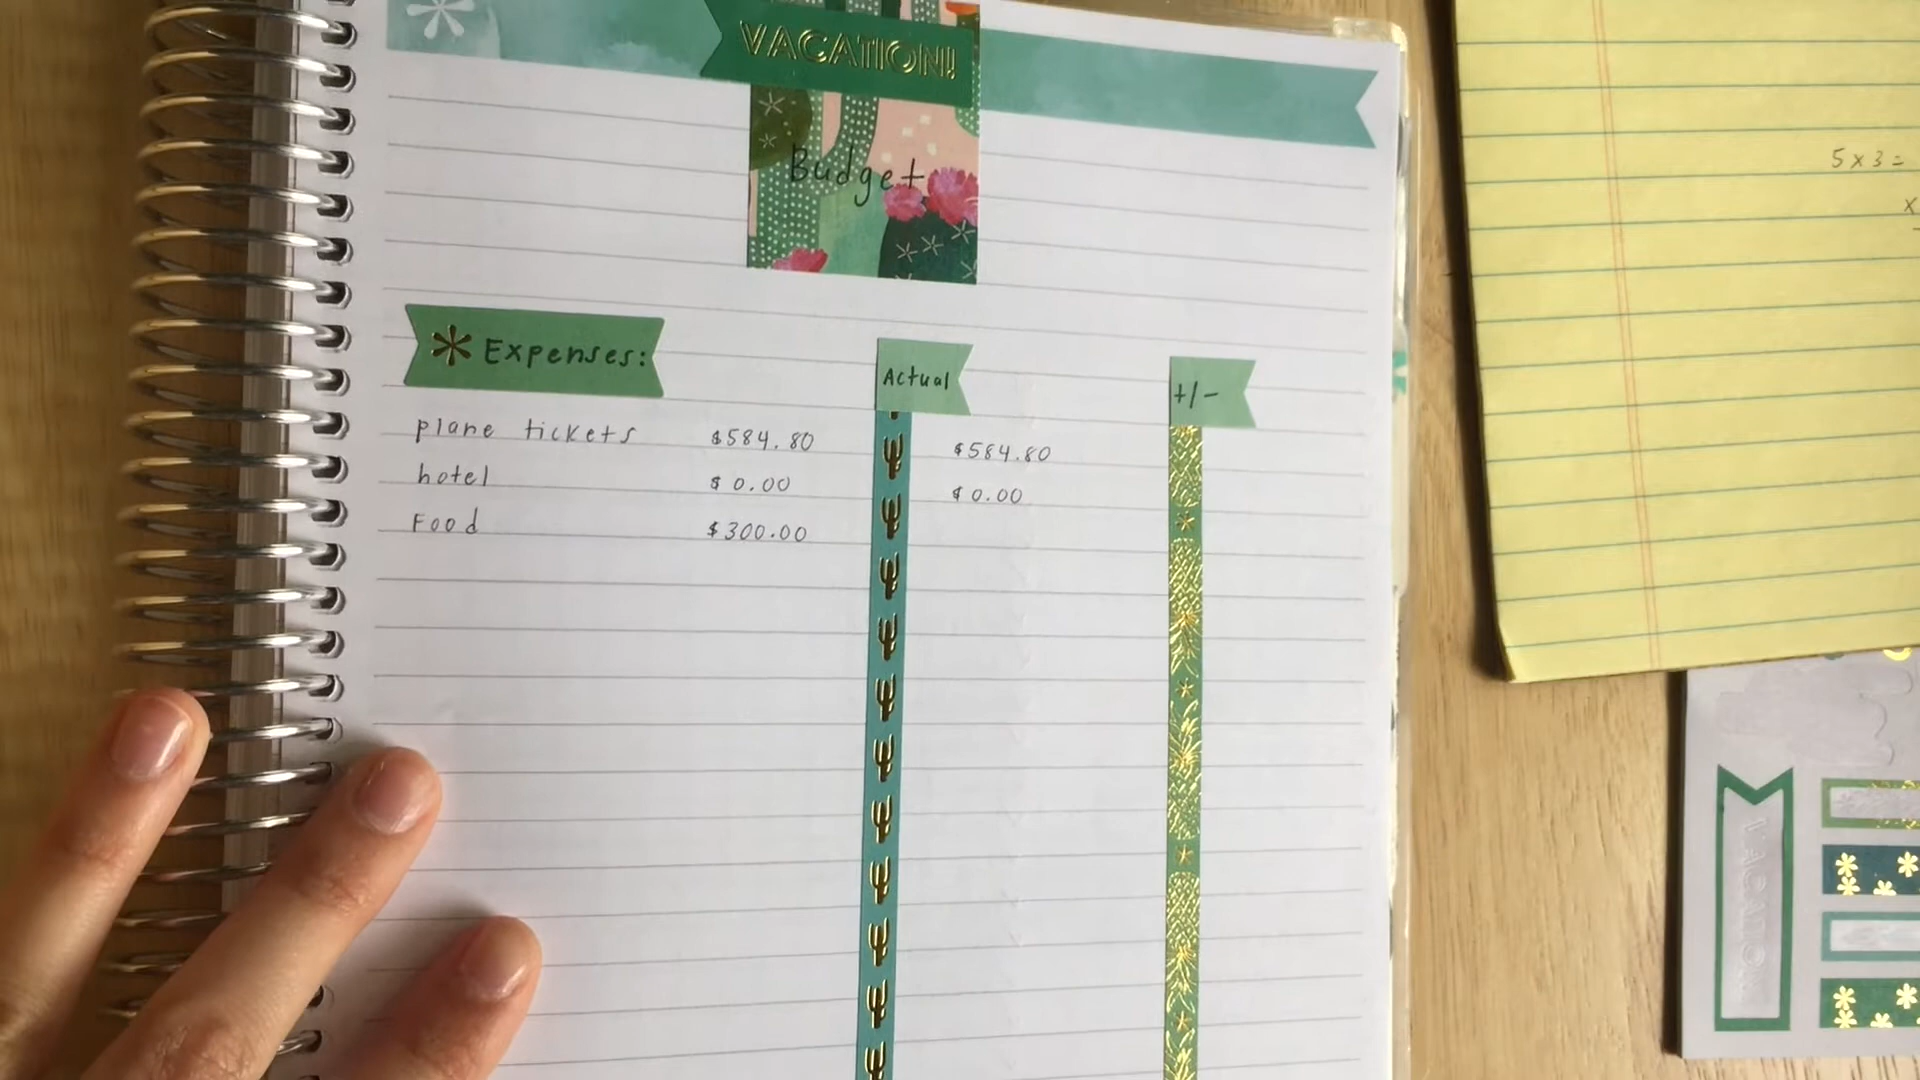 VACATION!
Budget
Expenses:
Actual
+/-
plane tickets $584.80 $584.80
hotel $0.00 $0.00
Food $300.00
5x3=
x
VACATION